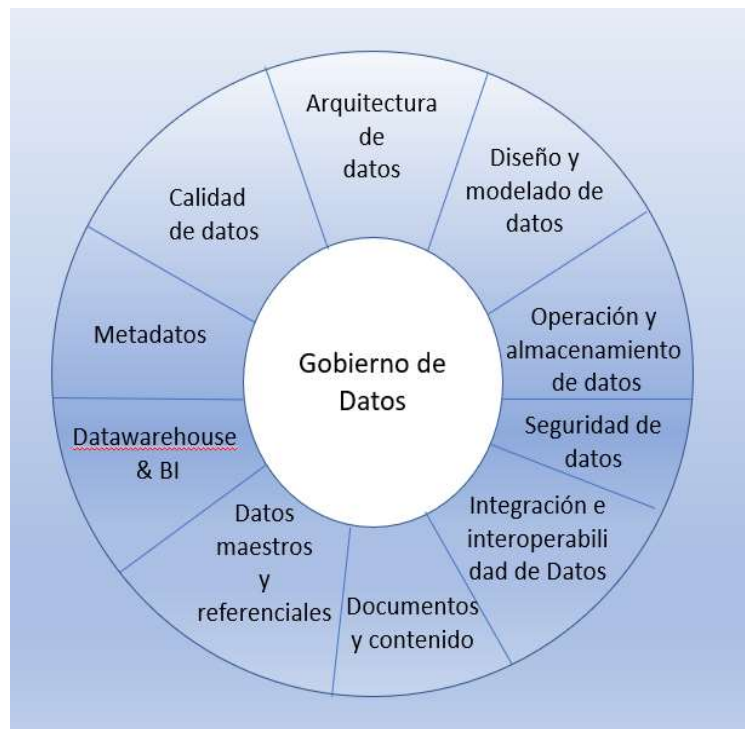 Arquitectura
de
datos
Diseño y
modelado de
datos
Operación y
almacenamiento
de datos
Seguridad de
datos
Integración e
interoperabili
dad de Datos
Documentos
y contenido
Datos
maestros
y
referenciales
Datawarehouse
& BI
Metadatos
Calidad
de datos
Gobierno de
Datos